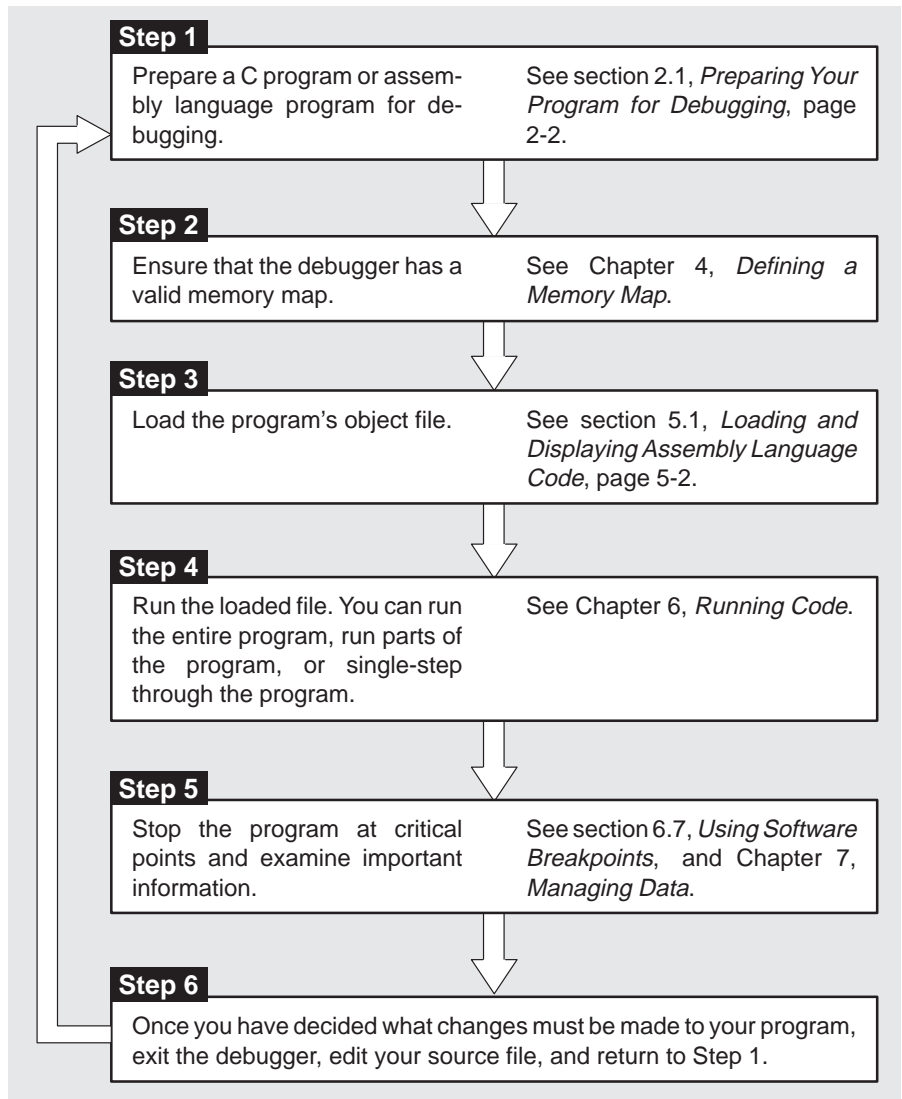 Step 1
Prepare a C program or assem-
bly language program for de-
bugging.
See section 2.1, Preparing Your
Program for Debugging, page
2-2.
Step 2
Ensure that the debugger has a
valid memory map.
See Chapter 4, Defining a
Memory Map.
Step 3
Load the program's object file.
See section 5.1, Loading and
Displaying Assembly Language
Code, page 5-2.
Step 4
Run the loaded file. You can run
the entire program, run parts of
the program, or single-step
through the program.
See Chapter 6, Running Code.
Step 5
Stop the program at critical
points and examine important
information.
See section 6.7, Using Software
Breakpoints, and Chapter 7,
Managing Data.
Step 6
Once you have decided what changes must be made to your program,
exit the debugger, edit your source file, and return to Step 1.